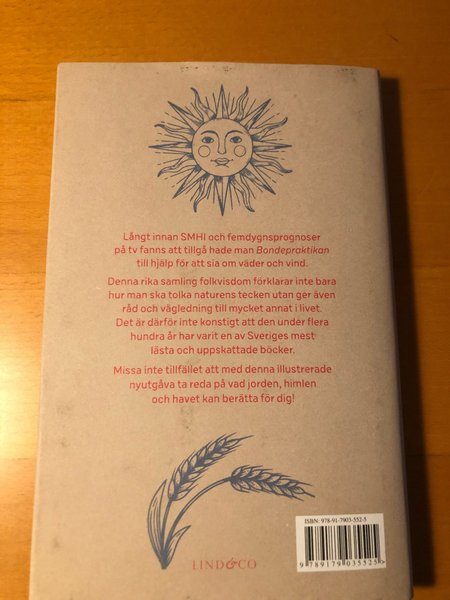 Långt innan SMHI och femdygnsprognoser
på tv fanns att tillgå hade man Bondepraktikan
till hjälp för att sia om väder och vind.
Denna rika samling folkvisdom förklarar inte bara
hur man ska tolka naturens tecken utan ger även
råd och vägledning till mycket annat i livet.
Det är därför inte konstigt att den under flera
hundra år har varit en av Sveriges mest
lästa och uppskattade böcker.
Missa inte tillfället att med denna illustrerade
nyutgåva ta reda på vad jorden, himlen
och havet kan berätta för dig!
ISBN: 978-91-7903-552-5
9 789179 035525
LIND&CO